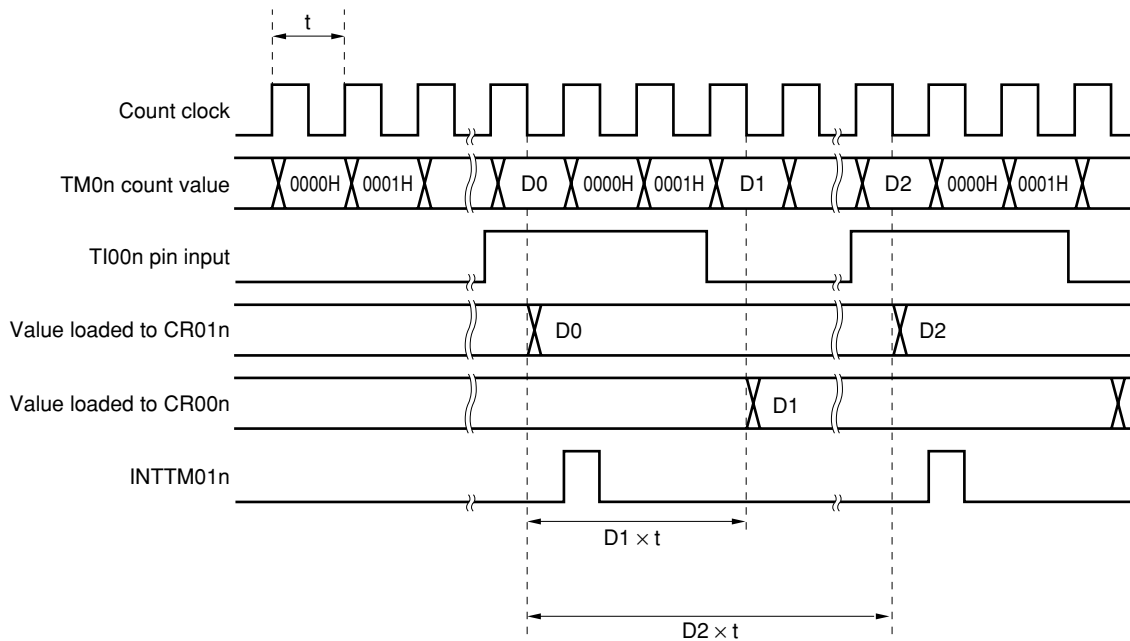 t
Count clock
TM0n count value 0000H 0001H D0 0000H 0001H D1 D2 0000H 0001H
TI00n pin input
Value loaded to CR01n D0 D2
Value loaded to CR00n D1
INTTM01n
D1 × t
D2 × t